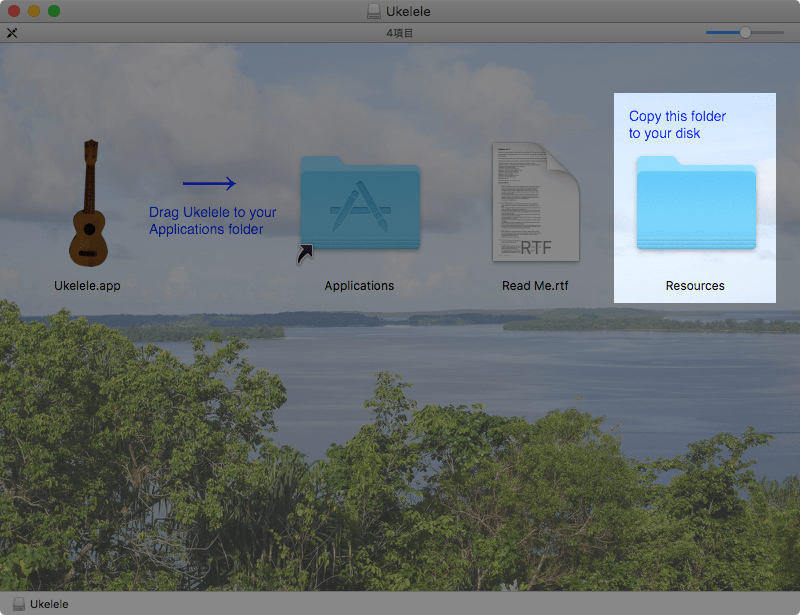 Ukelele
4項目
Copy this folder
to your disk
Drag Ukelele to your
Applications folder
RTF
Ukelele.app
Applications
Read Me.rtf
Resources
Ukelele